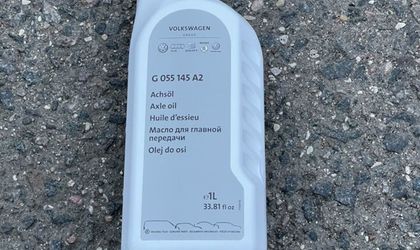 VOLKSWAGEN
G 055 145 A2
Achsöl
Axle oil
Huile d'essieu
Масло для главной
передачи
Olej do osi
℮1L
33.81 fl oz